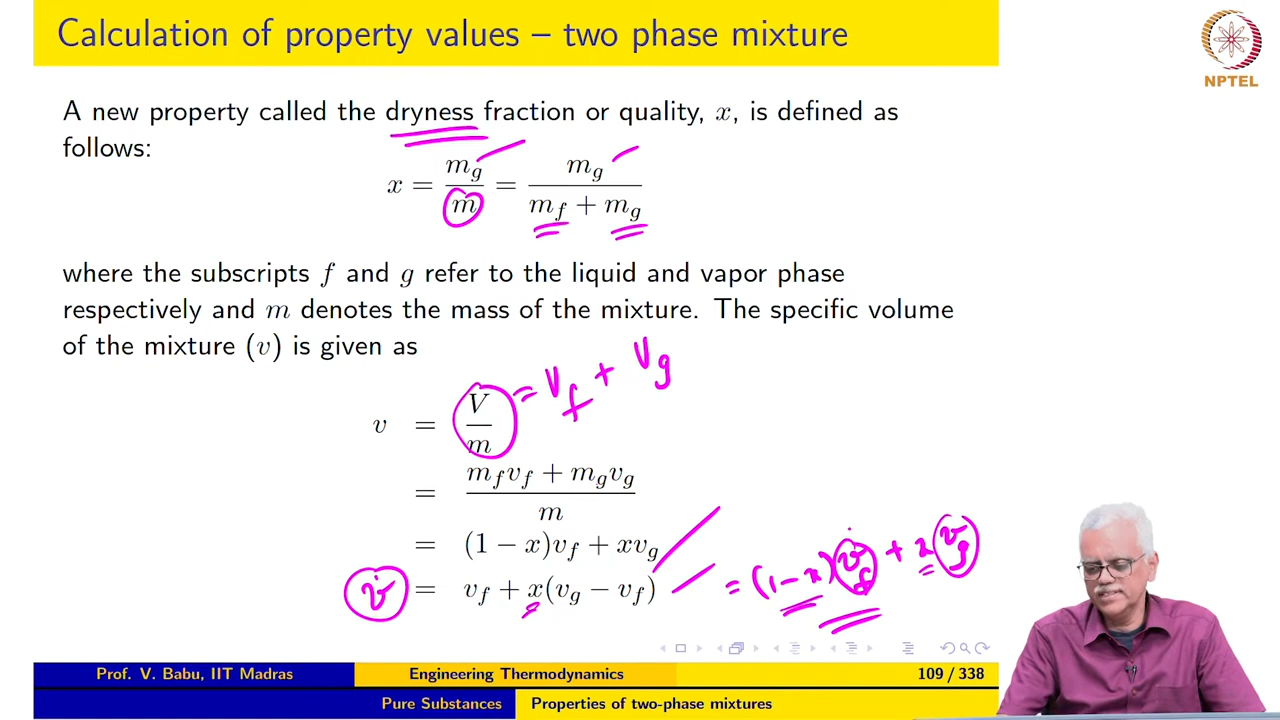 Calculation of property values – two phase mixture
NPTEL
A new property called the dryness fraction or quality, x, is defined as
follows:
x = m_g / m = m_g / (m_f + m_g)
where the subscripts f and g refer to the liquid and vapor phase
respectively and m denotes the mass of the mixture. The specific volume
of the mixture (v) is given as
v = V / m = V_f + V_g
= (m_f v_f + m_g v_g) / m
= (1 − x)v_f + xv_g
v = v_f + x(v_g − v_f) = (1−x) v_f + x v_g
Prof. V. Babu, IIT Madras Engineering Thermodynamics 109 / 338
Pure Substances Properties of two-phase mixtures